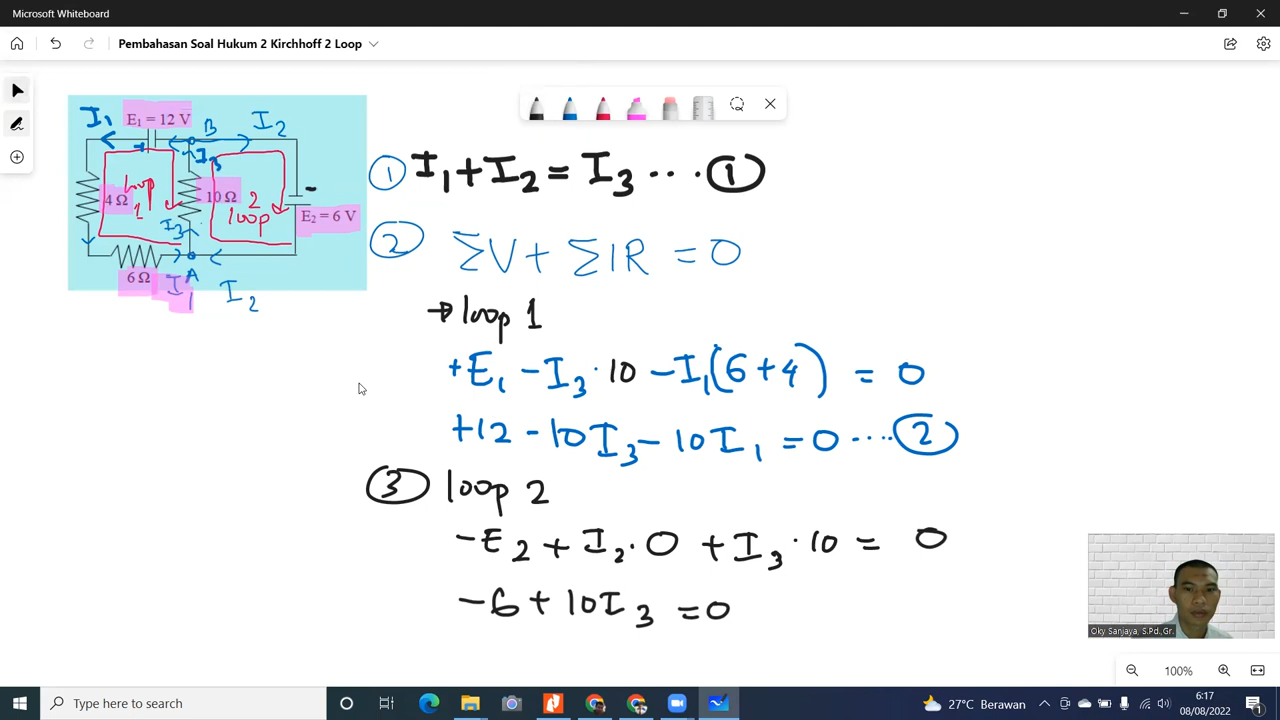 Microsoft Whiteboard
Pembahasan Soal Hukum 2 Kirchhoff 2 Loop
I₁
E₁ = 12 V
B
I₂
I₃
+
-
4 Ω
loop
1
10 Ω
2
loop
E₂ = 6 V
I₃
6 Ω
I₁
A
I₂
① I₁ + I₂ = I₃ ... ①
② ΣV + ΣIR = 0
→ loop 1
+E₁ - I₃ · 10 - I₁(6 + 4) = 0
+12 - 10I₃ - 10I₁ = 0 .... ②
③ loop 2
-E₂ + I₂ · 0 + I₃ · 10 = 0
-6 + 10I₃ = 0
Oky Sanjaya, S.Pd.,Gr.
100%
Type here to search
27°C Berawan
6:17
08/08/2022
1